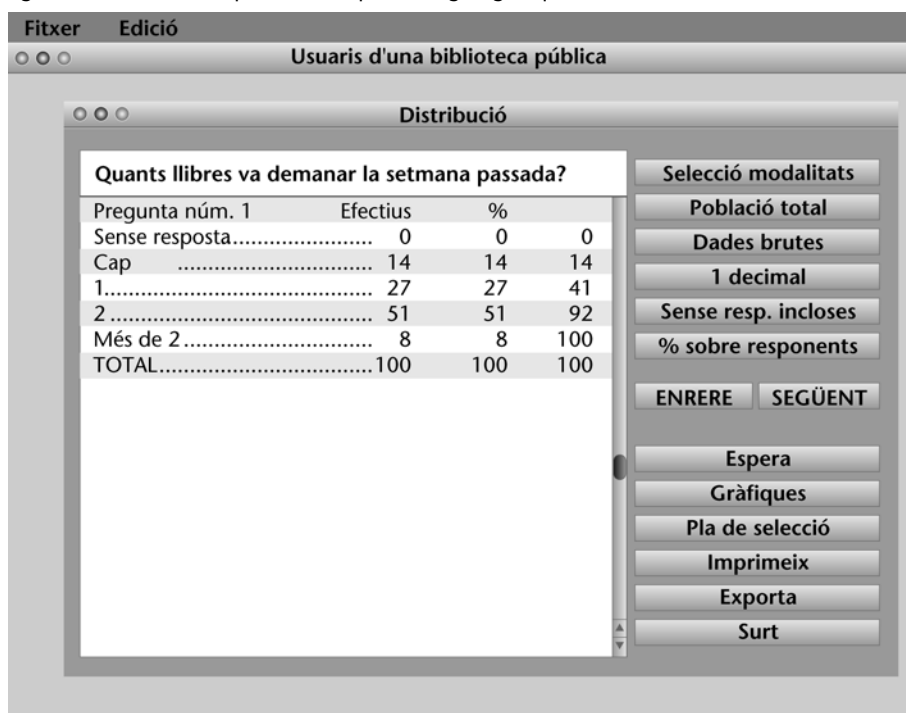 Fitxer Edició
Usuaris d'una biblioteca pública
Distribució
Quants llibres va demanar la setmana passada?
Pregunta núm. 1 Efectius %
Sense resposta....................... 0 0 0
Cap ................................ 14 14 14
1............................................ 27 27 41
2 ........................................... 51 51 92
Més de 2............................... 8 8 100
TOTAL...................................100 100 100
Selecció modalitats
Població total
Dades brutes
1 decimal
Sense resp. incloses
% sobre responents
ENRERE SEGÜENT
Espera
Gràfiques
Pla de selecció
Imprimeix
Exporta
Surt